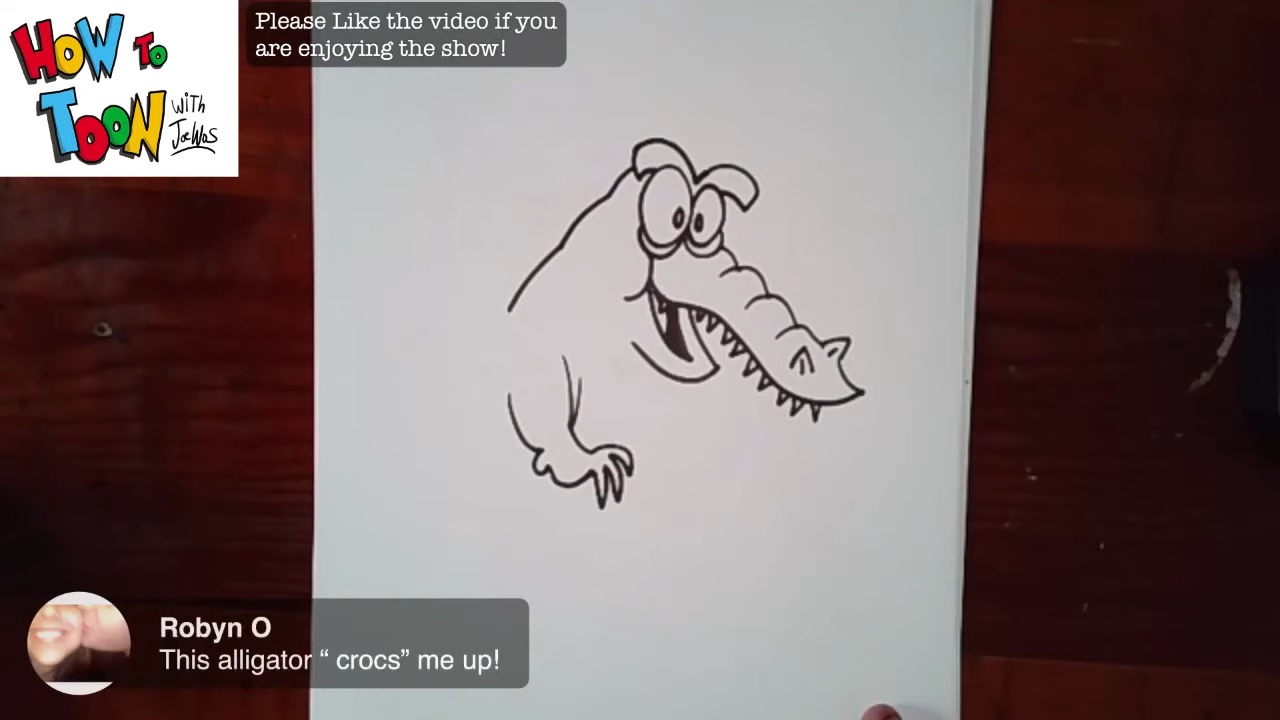 HOW TO
TOON WITH
JoeWos
Please Like the video if you
are enjoying the show!
Robyn O
This alligator “ crocs” me up!